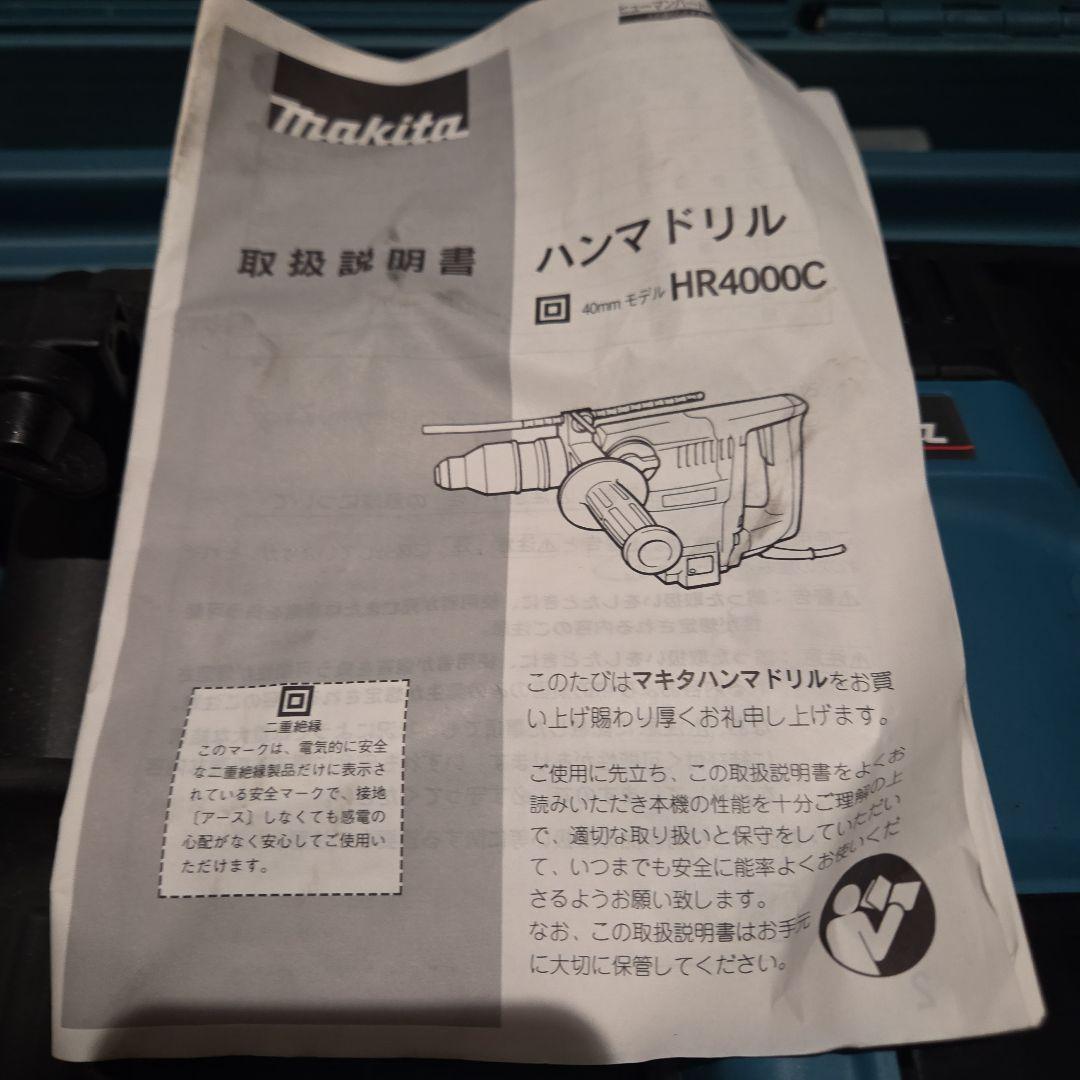 makita
取扱説明書
ハンマドリル
40mm モデル HR4000C
二重絶縁
このマークは、電気的に安全
な二重絶縁製品だけに表示さ
れている安全マークで、接地
［アース］しなくても感電の
心配がなく安心してご使用い
ただけます。
このたびはマキタハンマドリルをお買
い上げ賜わり厚くお礼申し上げます。
ご使用に先立ち、この取扱説明書をよくお
読みいただき本機の性能を十分ご理解の上
で、適切な取り扱いと保守をしていただい
て、いつまでも安全に能率よくお使いくだ
さるようお願い致します。
なお、この取扱説明書はお手元
に大切に保管してください。